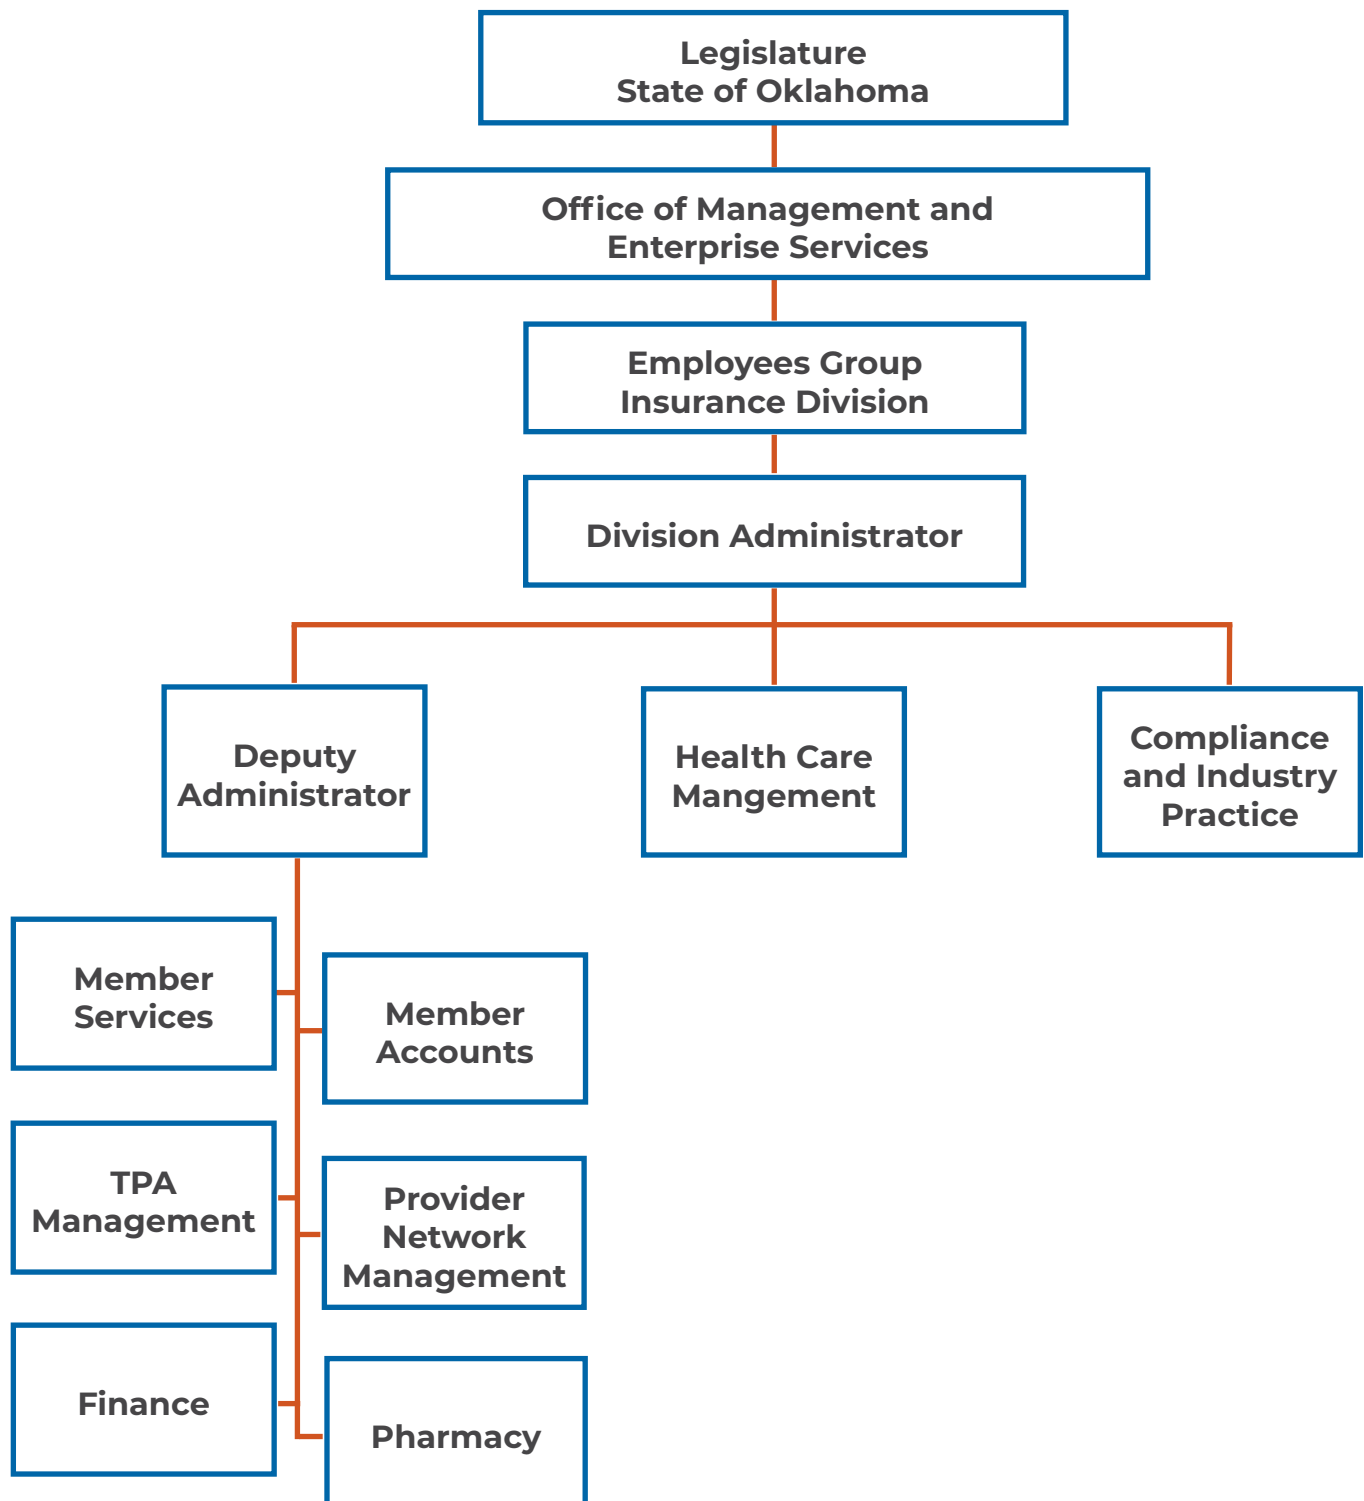 Legislature
State of Oklahoma
Office of Management and
Enterprise Services
Employees Group
Insurance Division
Division Administrator
Deputy
Administrator
Health Care
Mangement
Compliance
and Industry
Practice
Member
Services
Member
Accounts
TPA
Management
Provider
Network
Management
Finance
Pharmacy